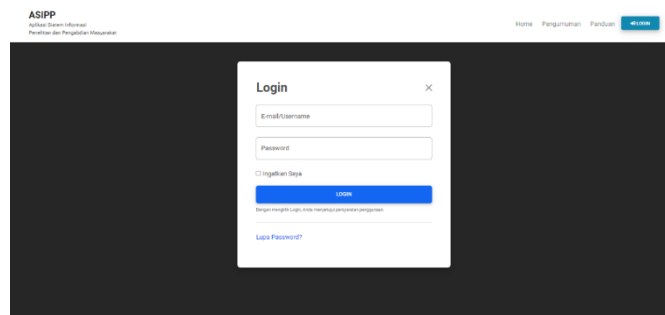 ASIPP
Aplikasi Sistem Informasi
Penelitian dan Pengabdian Masyarakat
Home Pengumuman Panduan LOGIN
Login
E-mail/Username
Password
Ingatkan Saya
LOGIN
Dengan mengklik Login, Anda menyetujui persyaratan penggunaan
Lupa Password?